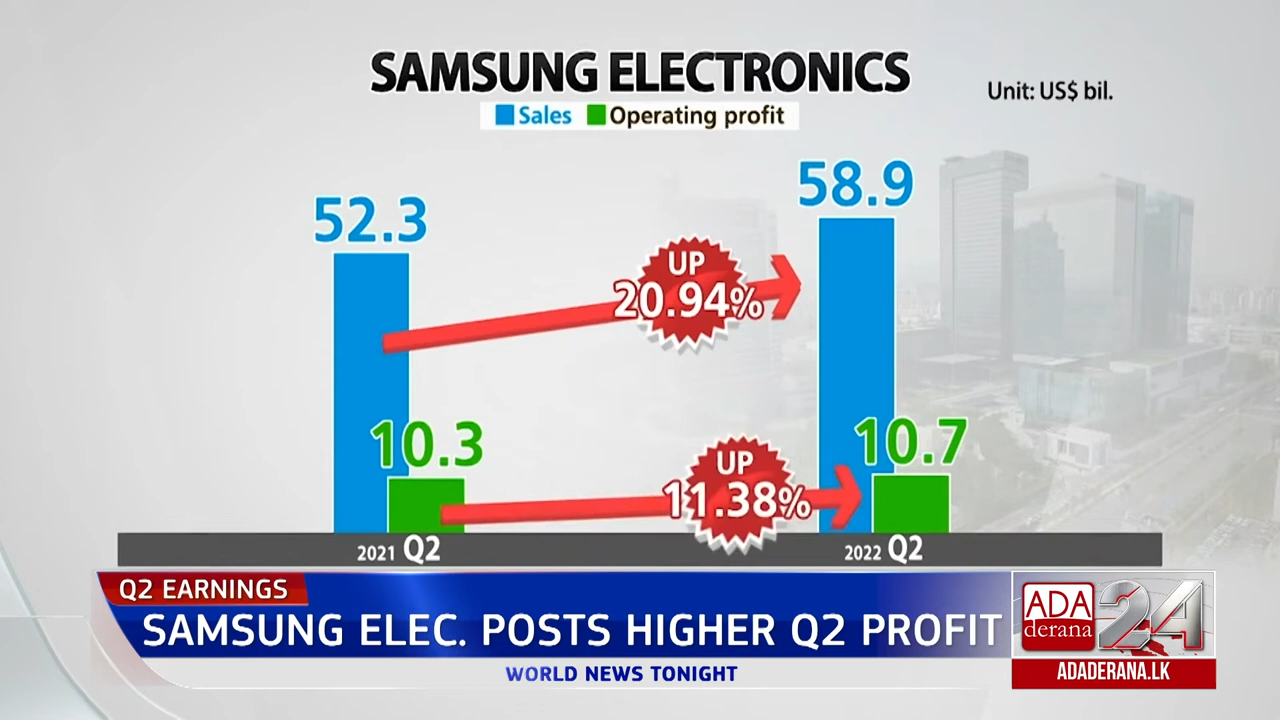 SAMSUNG ELECTRONICS
Unit: US$ bil.
Sales Operating profit
52.3
58.9
UP
20.94%
10.3
10.7
UP
11.38%
2021 Q2
2022 Q2
Q2 EARNINGS
SAMSUNG ELEC. POSTS HIGHER Q2 PROFIT
WORLD NEWS TONIGHT
ADA
derana
24
ADADERANA.LK